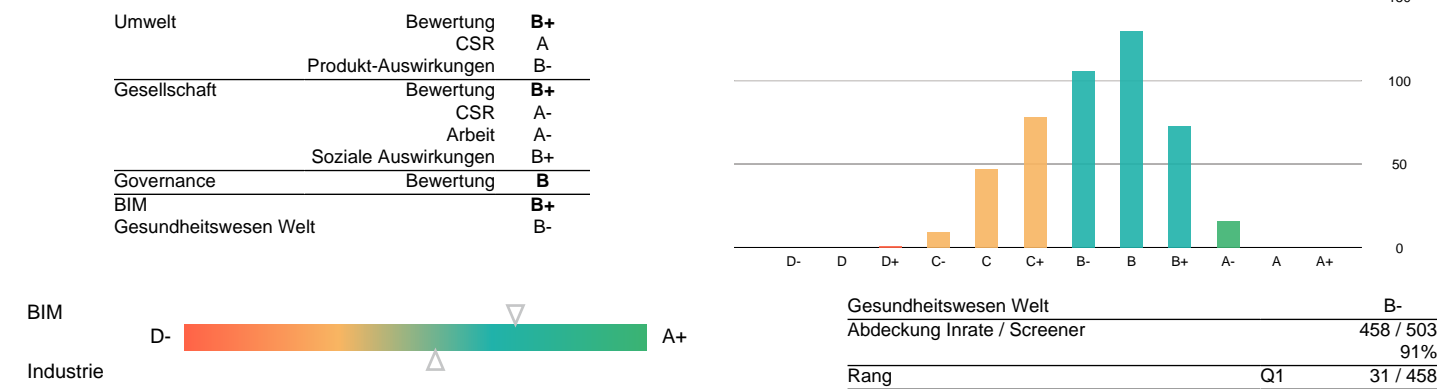 Umwelt Bewertung B+
CSR A
Produkt-Auswirkungen B-
Gesellschaft Bewertung B+
CSR A-
Arbeit A-
Soziale Auswirkungen B+
Governance Bewertung B
BIM B+
Gesundheitswesen Welt B-
100
50
0
D- D D+ C- C C+ B- B B+ A- A A+
BIM
D- A+
Industrie
Gesundheitswesen Welt B-
Abdeckung Inrate / Screener 458 / 503
91%
Rang Q1 31 / 458